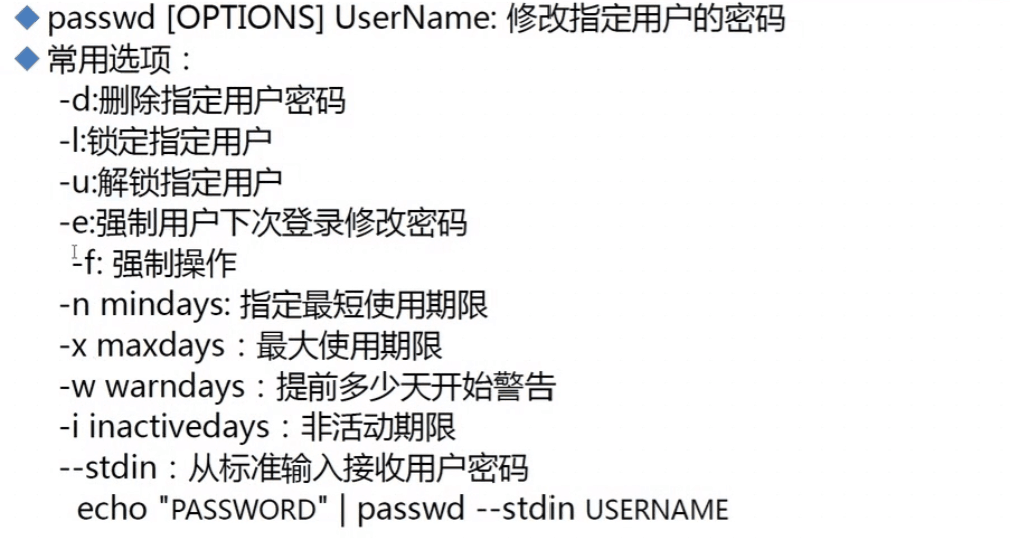 passwd [OPTIONS] UserName: 修改指定用户的密码
常用选项：
-d:删除指定用户密码
-l:锁定指定用户
-u:解锁指定用户
-e:强制用户下次登录修改密码
-f: 强制操作
-n mindays: 指定最短使用期限
-x maxdays：最大使用期限
-w warndays：提前多少天开始警告
-i inactivedays：非活动期限
--stdin：从标准输入接收用户密码
echo "PASSWORD" | passwd --stdin USERNAME